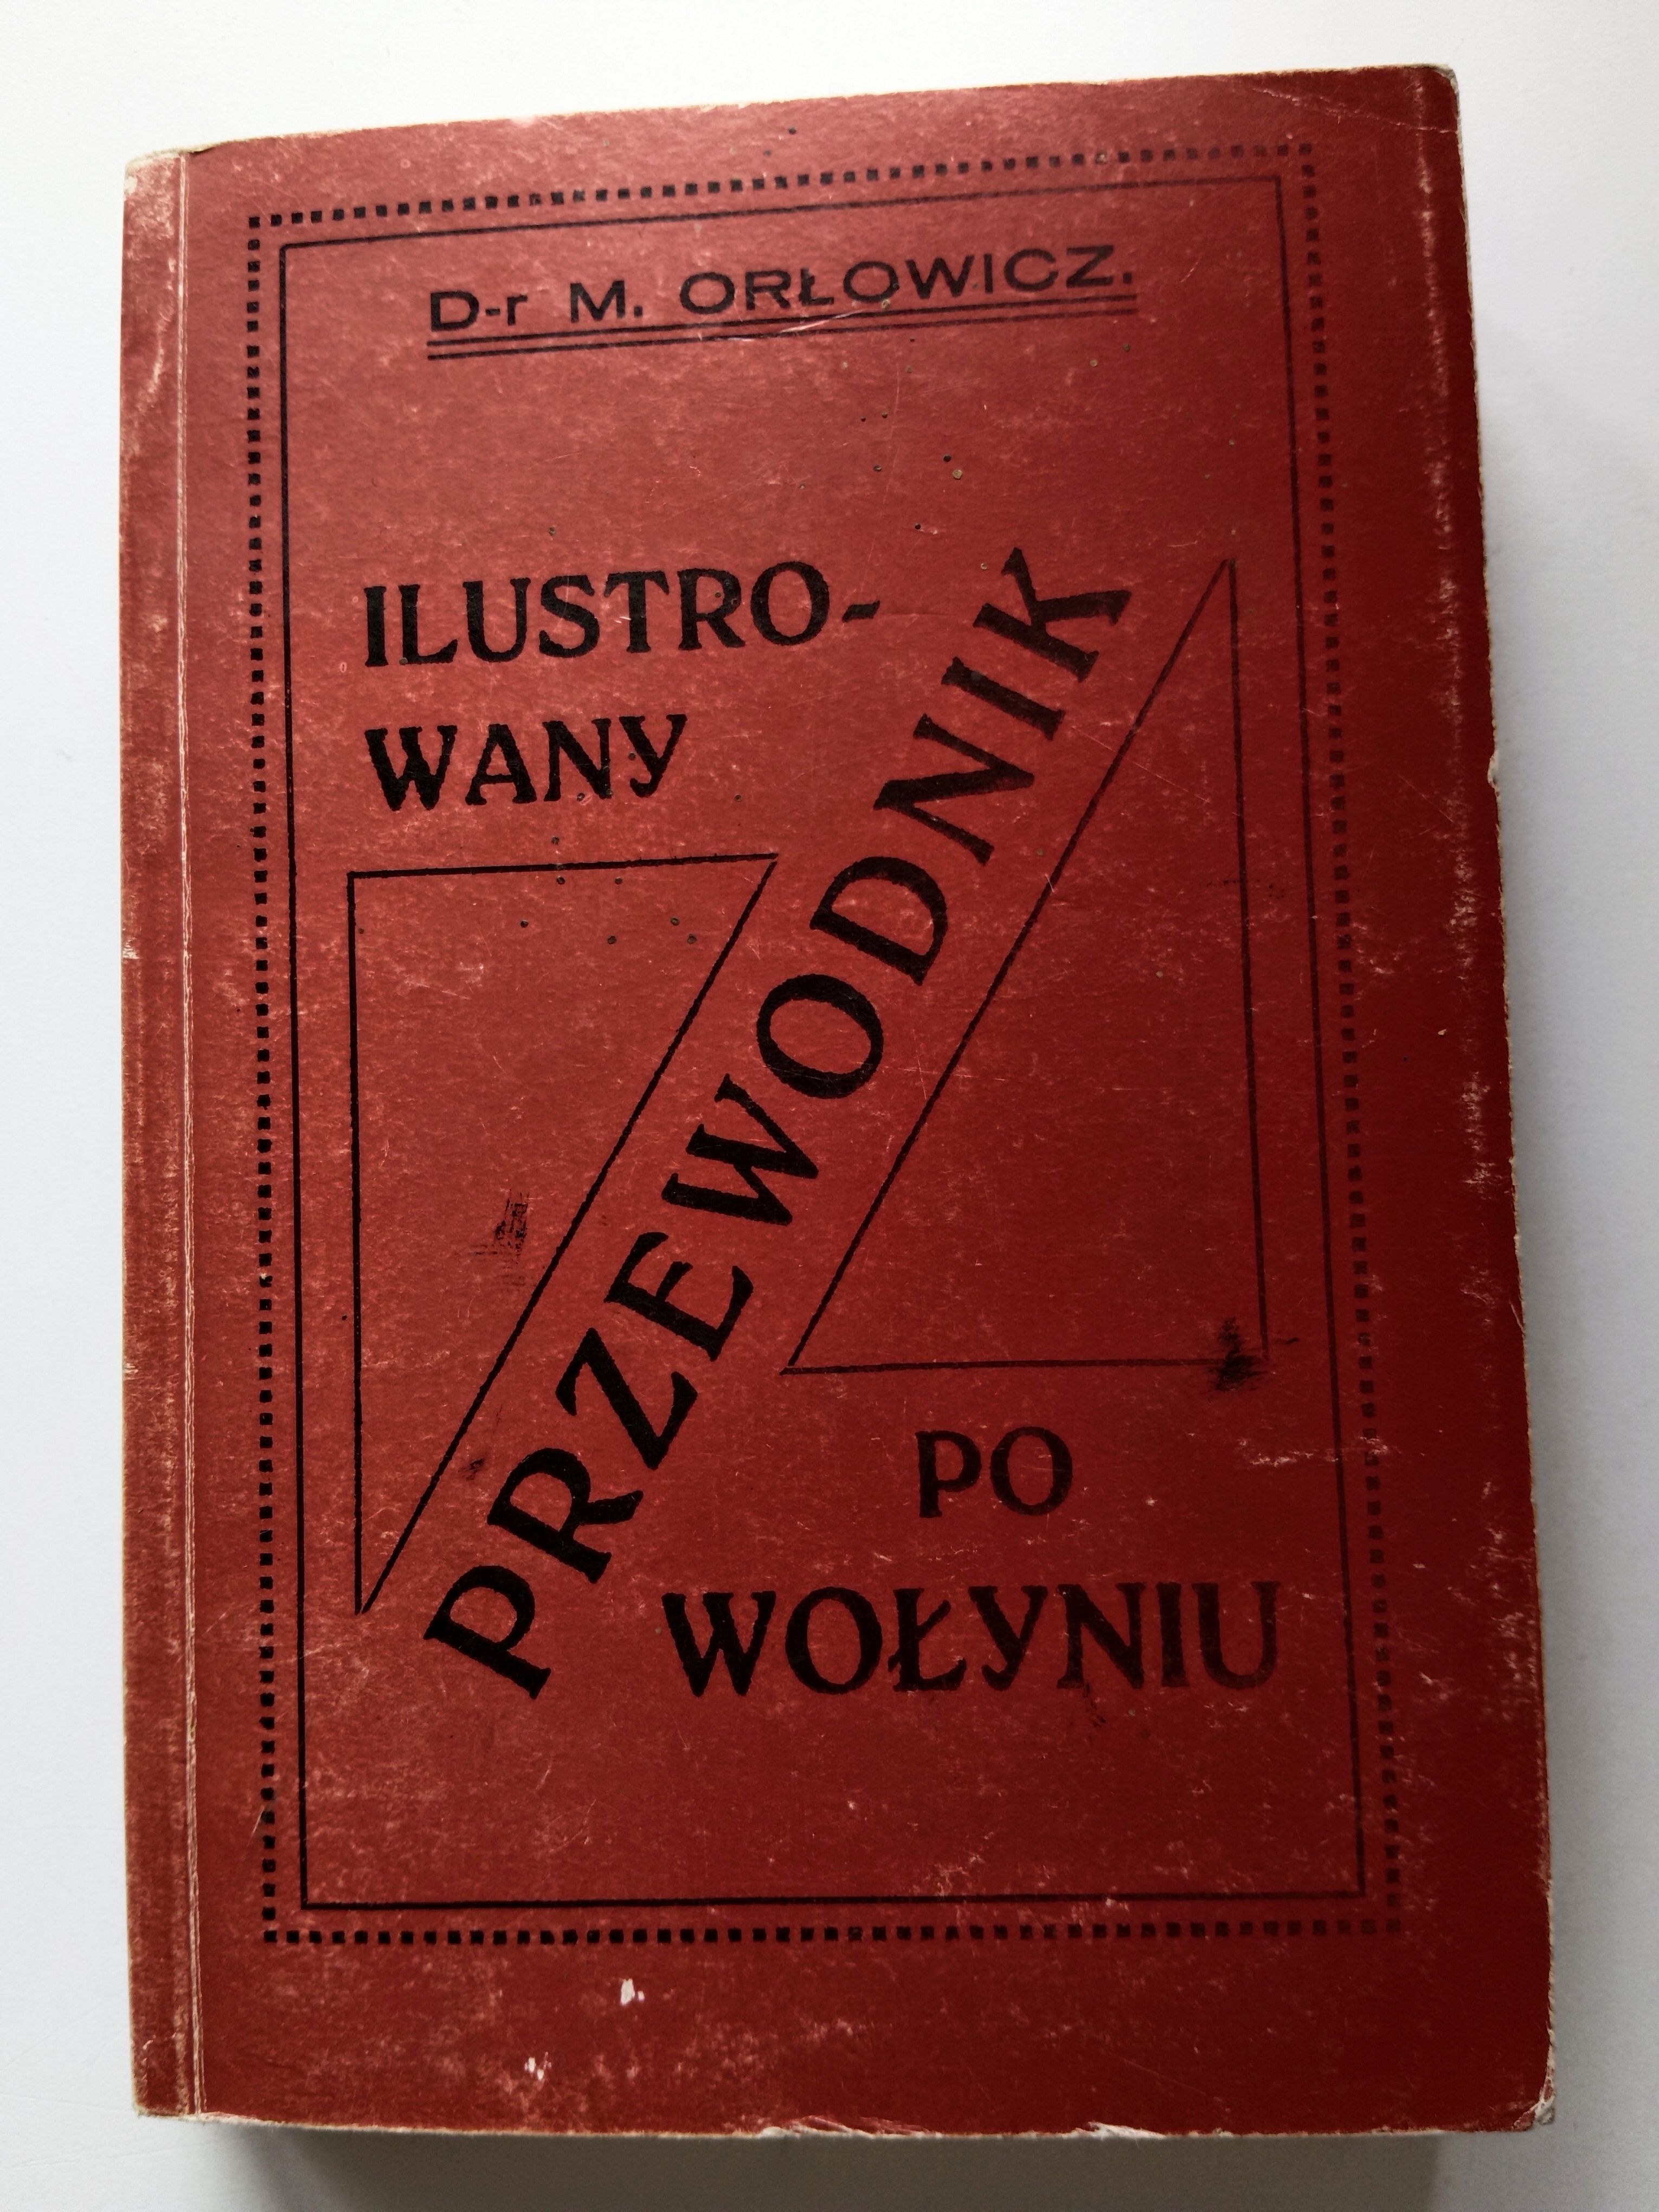 D-r M. ORŁOWICZ.
ILUSTRO-
WANY
PRZEWODNIK
PO
WOŁYNIU